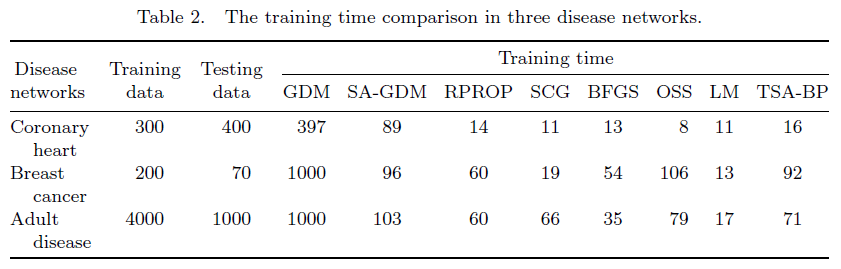 Table 2. The training time comparison in three disease networks.
Training time
Disease Training Testing
networks data data GDM SA-GDM RPROP SCG BFGS OSS LM TSA-BP
Coronary 300 400 397 89 14 11 13 8 11 16
heart
Breast 200 70 1000 96 60 19 54 106 13 92
cancer
Adult 4000 1000 1000 103 60 66 35 79 17 71
disease